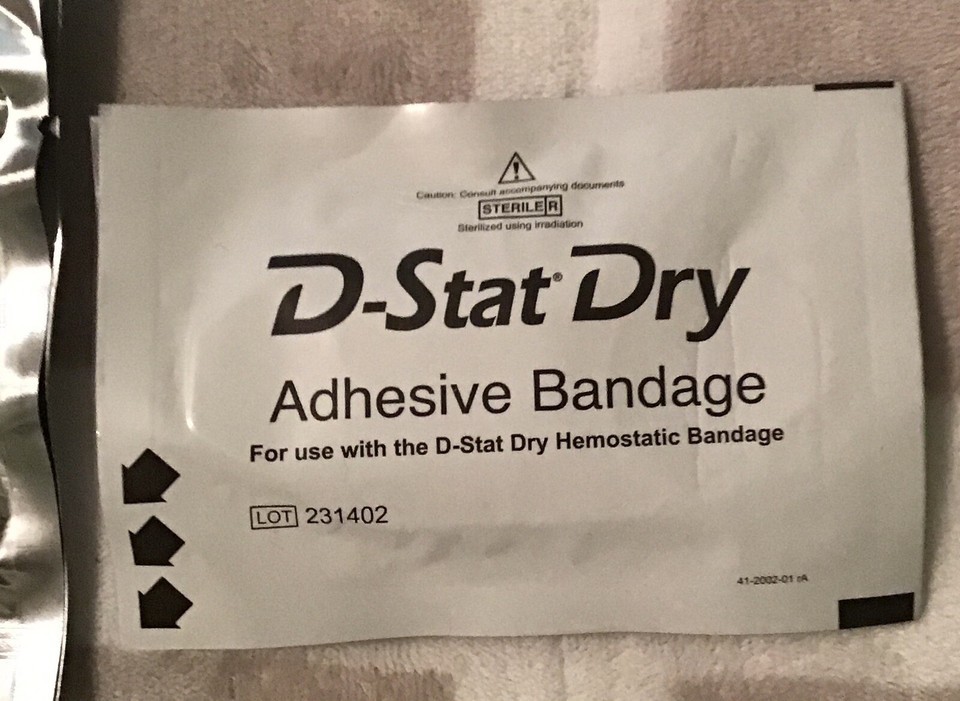 Caution: Consult accompanying documents
STERILE R
Sterilized using irradiation
D-Stat® Dry
Adhesive Bandage
For use with the D-Stat Dry Hemostatic Bandage
LOT 231402
41-2002-01 rA